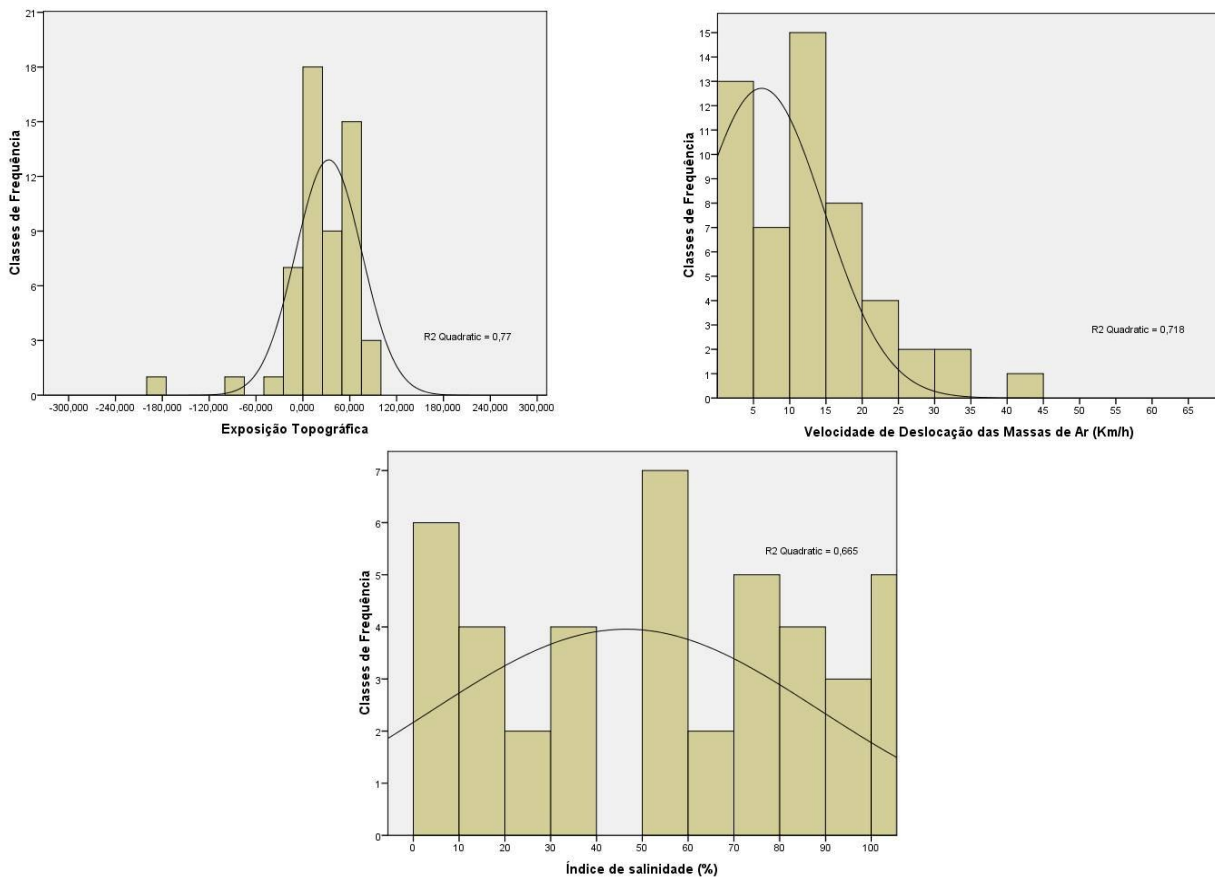 21
18
15
12
9
6
3
0
Classes de Frequência
R2 Quadratic = 0,77
-300,000 -240,000 -180,000 -120,000 -60,000 0,000 60,000 120,000 180,000 240,000 300,000
Exposição Topográfica
15
14
13
12
11
10
9
8
7
6
5
4
3
2
1
0
Classes de Frequência
R2 Quadratic = 0,718
5 10 15 20 25 30 35 40 45 50 55 60 65
Velocidade de Deslocação das Massas de Ar (Km/h)
7
6
5
4
3
2
1
0
Classes de Frequência
R2 Quadratic = 0,665
0 10 20 30 40 50 60 70 80 90 100
Índice de salinidade (%)